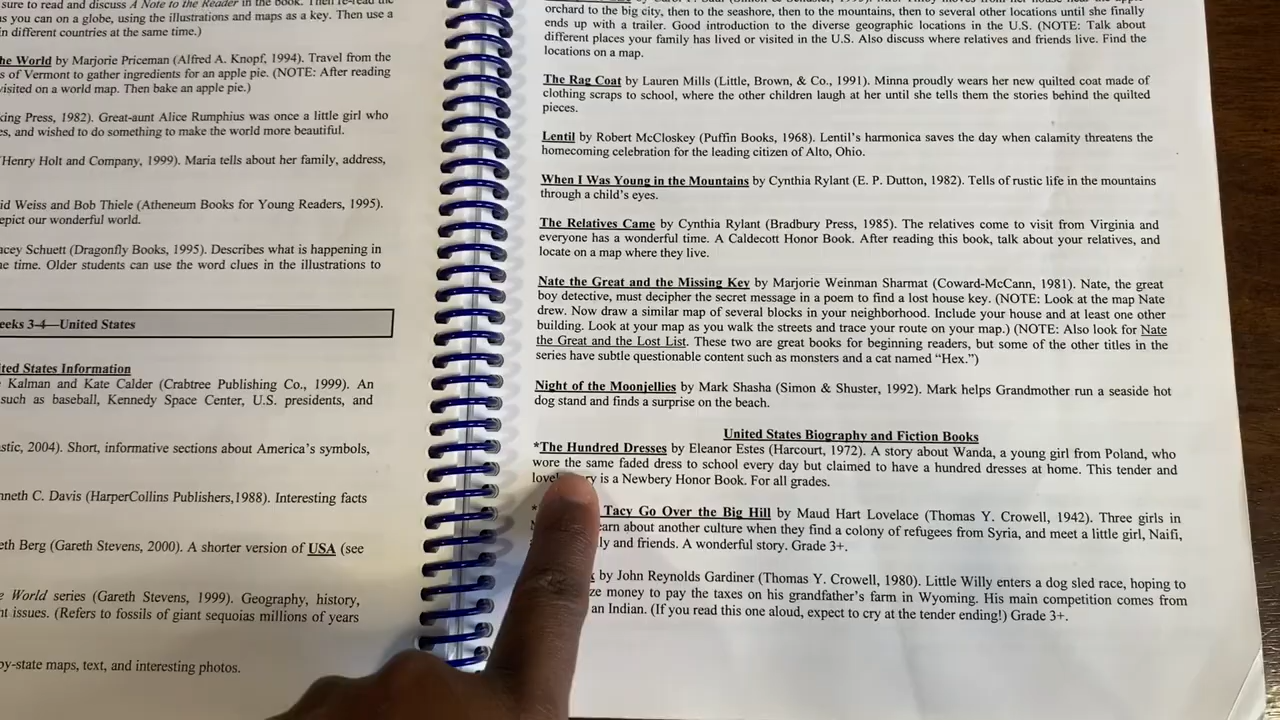 sure to read and discuss A Note to the Reader in the book. Then re-read the
s you can on a globe, using the illustrations and maps as a key. Then use a
in different countries at the same time.)
he World by Marjorie Priceman (Alfred A. Knopf, 1994). Travel from the
s of Vermont to gather ingredients for an apple pie. (NOTE: After reading
visited on a world map. Then bake an apple pie.)
king Press, 1982). Great-aunt Alice Rumphius was once a little girl who
es, and wished to do something to make the world more beautiful.
(Henry Holt and Company, 1999). Maria tells about her family, address,
id Weiss and Bob Thiele (Atheneum Books for Young Readers, 1995).
epict our wonderful world.
acey Schuett (Dragonfly Books, 1995). Describes what is happening in
e time. Older students can use the word clues in the illustrations to
eeks 3-4—United States
ited States Information
Kalman and Kate Calder (Crabtree Publishing Co., 1999). An
such as baseball, Kennedy Space Center, U.S. presidents, and
astic, 2004). Short, informative sections about America's symbols,
nneth C. Davis (HarperCollins Publishers,1988). Interesting facts
eth Berg (Gareth Stevens, 2000). A shorter version of USA (see
e World series (Gareth Stevens, 1999). Geography, history,
nt issues. (Refers to fossils of giant sequoias millions of years
by-state maps, text, and interesting photos.
orchard to the big city, then to the seashore, then to the mountains, then to several other locations until she finally
ends up with a trailer. Good introduction to the diverse geographic locations in the U.S. (NOTE: Talk about
different places your family has lived or visited in the U.S. Also discuss where relatives and friends live. Find the
locations on a map.
The Rag Coat by Lauren Mills (Little, Brown, & Co., 1991). Minna proudly wears her new quilted coat made of
clothing scraps to school, where the other children laugh at her until she tells them the stories behind the quilted
pieces.
Lentil by Robert McCloskey (Puffin Books, 1968). Lentil's harmonica saves the day when calamity threatens the
homecoming celebration for the leading citizen of Alto, Ohio.
When I Was Young in the Mountains by Cynthia Rylant (E. P. Dutton, 1982). Tells of rustic life in the mountains
through a child's eyes.
The Relatives Came by Cynthia Rylant (Bradbury Press, 1985). The relatives come to visit from Virginia and
everyone has a wonderful time. A Caldecott Honor Book. After reading this book, talk about your relatives, and
locate on a map where they live.
Nate the Great and the Missing Key by Marjorie Weinman Sharmat (Coward-McCann, 1981). Nate, the great
boy detective, must decipher the secret message in a poem to find a lost house key. (NOTE: Look at the map Nate
drew. Now draw a similar map of several blocks in your neighborhood. Include your house and at least one other
building. Look at your map as you walk the streets and trace your route on your map.) (NOTE: Also look for Nate
the Great and the Lost List. These two are great books for beginning readers, but some of the other titles in the
series have subtle questionable content such as monsters and a cat named “Hex.”)
Night of the Moonjellies by Mark Shasha (Simon & Shuster, 1992). Mark helps Grandmother run a seaside hot
dog stand and finds a surprise on the beach.
United States Biography and Fiction Books
*The Hundred Dresses by Eleanor Estes (Harcourt, 1972). A story about Wanda, a young girl from Poland, who
wore the same faded dress to school every day but claimed to have a hundred dresses at home. This tender and
lovel ry is a Newbery Honor Book. For all grades.
* Tacy Go Over the Big Hill by Maud Hart Lovelace (Thomas Y. Crowell, 1942). Three girls in
earn about another culture when they find a colony of refugees from Syria, and meet a little girl, Naifi,
ly and friends. A wonderful story. Grade 3+.
x by John Reynolds Gardiner (Thomas Y. Crowell, 1980). Little Willy enters a dog sled race, hoping to
ze money to pay the taxes on his grandfather's farm in Wyoming. His main competition comes from
an Indian. (If you read this one aloud, expect to cry at the tender ending!) Grade 3+.